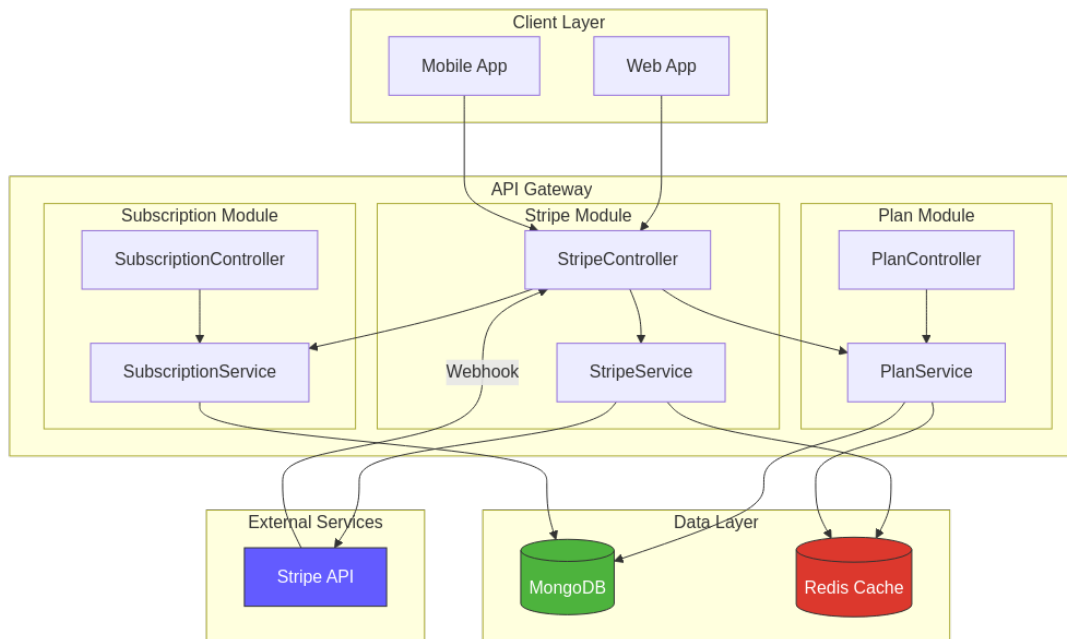 Client Layer
Mobile App
Web App
API Gateway
Subscription Module
Stripe Module
Plan Module
SubscriptionController
StripeController
PlanController
SubscriptionService
Webhook
StripeService
PlanService
External Services
Data Layer
Stripe API
MongoDB
Redis Cache